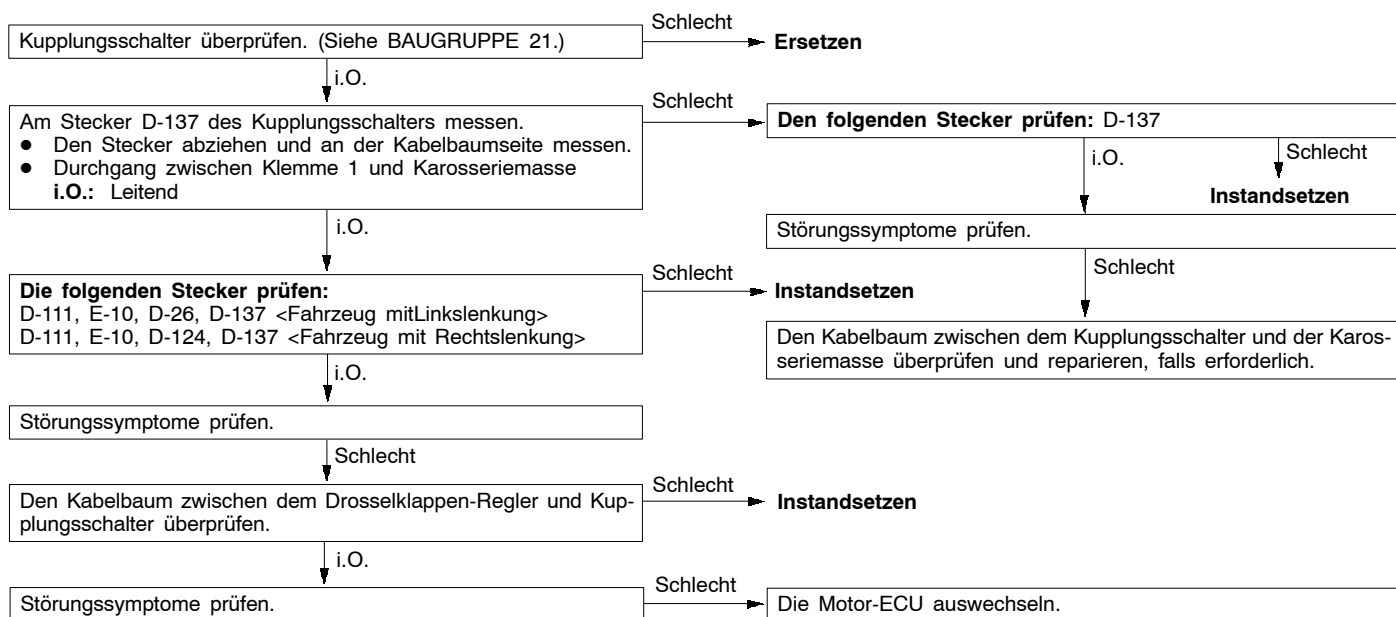 Kupplungsschalter überprüfen. (Siehe BAUGRUPPE 21.)
Schlecht
Ersetzen
i.O.
Am Stecker D-137 des Kupplungsschalters messen.
● Den Stecker abziehen und an der Kabelbaumseite messen.
● Durchgang zwischen Klemme 1 und Karosseriemasse
i.O.: Leitend
Schlecht
Den folgenden Stecker prüfen: D-137
i.O.
Schlecht
Instandsetzen
Störungssymptome prüfen.
Schlecht
Den Kabelbaum zwischen dem Kupplungsschalter und der Karos-
seriemasse überprüfen und reparieren, falls erforderlich.
i.O.
Die folgenden Stecker prüfen:
D-111, E-10, D-26, D-137 <Fahrzeug mitLinkslenkung>
D-111, E-10, D-124, D-137 <Fahrzeug mit Rechtslenkung>
Schlecht
Instandsetzen
i.O.
Störungssymptome prüfen.
Schlecht
Den Kabelbaum zwischen dem Drosselklappen-Regler und Kup-
plungsschalter überprüfen.
Schlecht
Instandsetzen
i.O.
Störungssymptome prüfen.
Schlecht
Die Motor-ECU auswechseln.